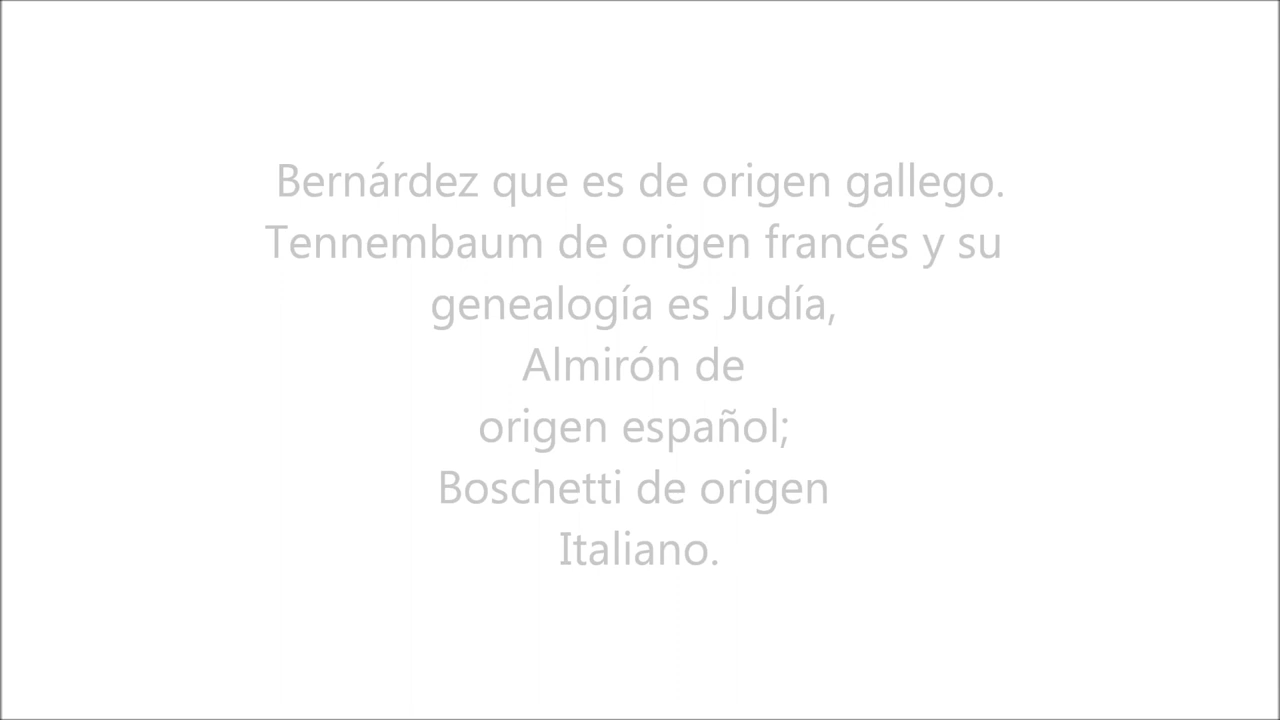 Bernárdez que es de origen gallego.
Tennembaum de origen francés y su
genealogía es Judía,
Almirón de
origen español;
Boschetti de origen
Italiano.